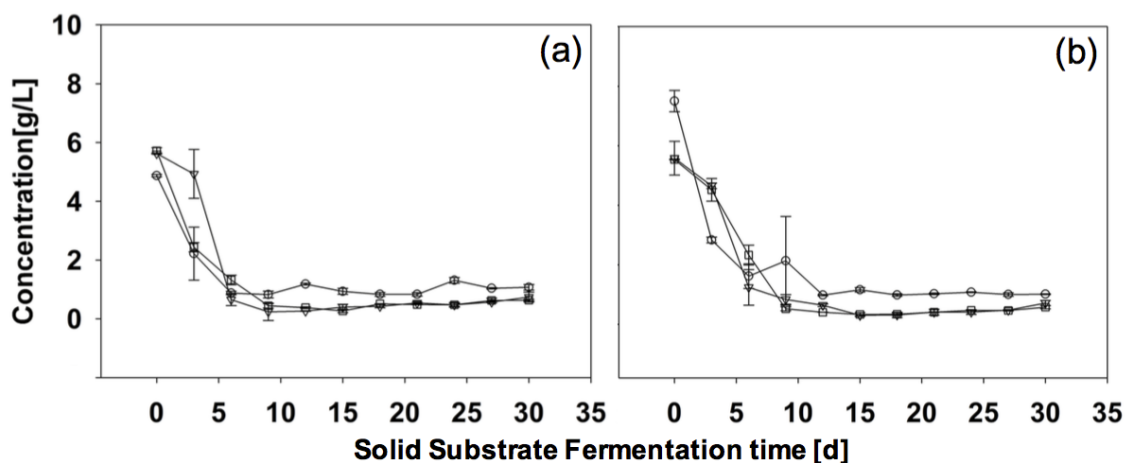 (a)
(b)
Concentration[g/L]
10
8
6
4
2
0
0 5 10 15 20 25 30 35
0 5 10 15 20 25 30 35
Solid Substrate Fermentation time [d]